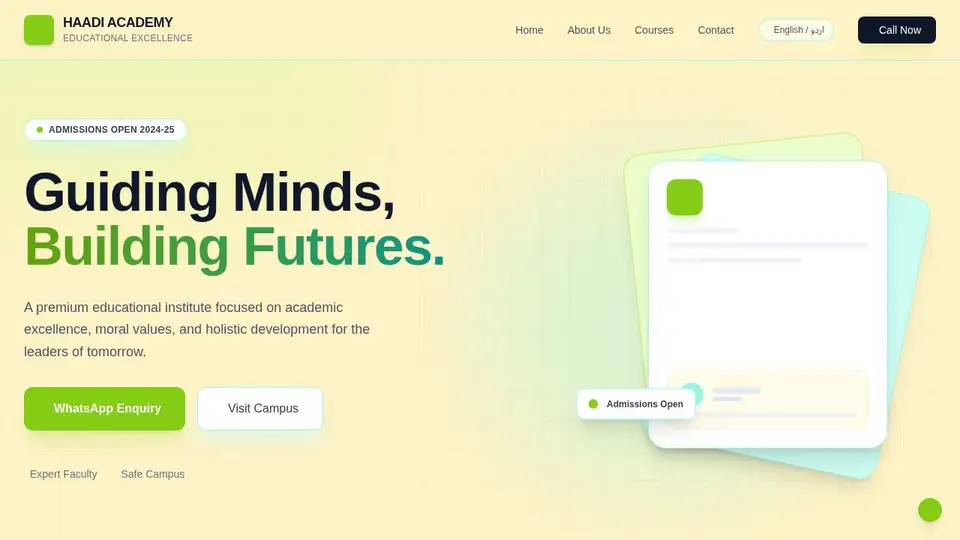 HAADI ACADEMY
EDUCATIONAL EXCELLENCE
Home
About Us
Courses
Contact
English / اردو
Call Now
ADMISSIONS OPEN 2024-25
Guiding Minds,
Building Futures.
A premium educational institute focused on academic
excellence, moral values, and holistic development for the
leaders of tomorrow.
WhatsApp Enquiry
Visit Campus
Expert Faculty
Safe Campus
Admissions Open